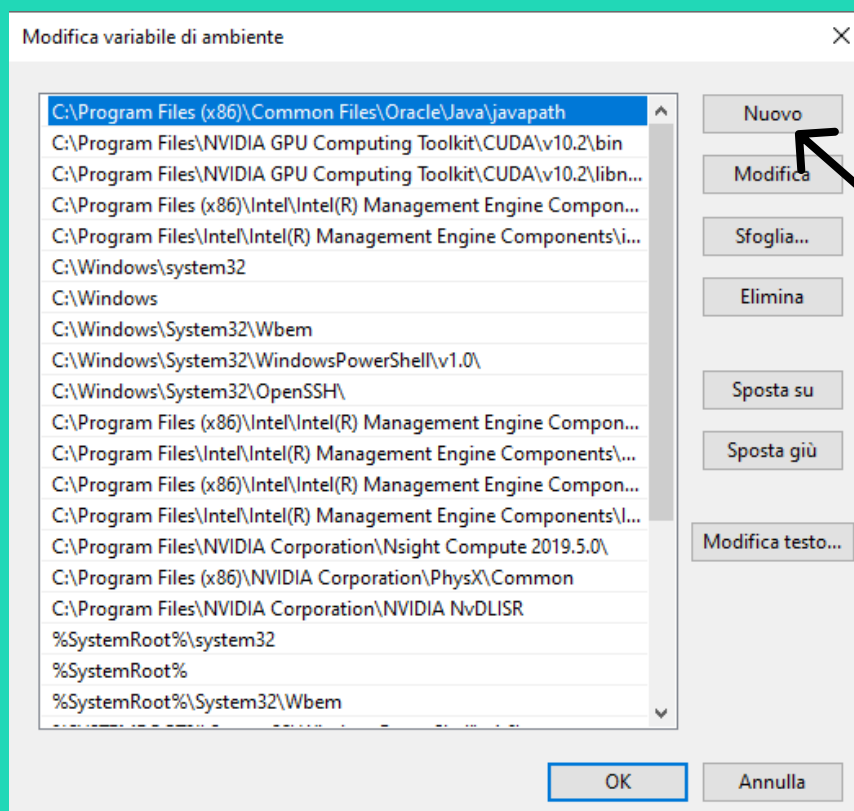 Modifica variabile di ambiente
C:\Program Files (x86)\Common Files\Oracle\Java\javapath
C:\Program Files\NVIDIA GPU Computing Toolkit\CUDA\v10.2\bin
C:\Program Files\NVIDIA GPU Computing Toolkit\CUDA\v10.2\libn...
C:\Program Files (x86)\Intel\Intel(R) Management Engine Compon...
C:\Program Files\Intel\Intel(R) Management Engine Components\i...
C:\Windows\system32
C:\Windows
C:\Windows\System32\Wbem
C:\Windows\System32\WindowsPowerShell\v1.0\
C:\Windows\System32\OpenSSH\
C:\Program Files (x86)\Intel\Intel(R) Management Engine Compon...
C:\Program Files\Intel\Intel(R) Management Engine Components\...
C:\Program Files (x86)\Intel\Intel(R) Management Engine Compon...
C:\Program Files\Intel\Intel(R) Management Engine Components\I...
C:\Program Files\NVIDIA Corporation\Nsight Compute 2019.5.0\
C:\Program Files (x86)\NVIDIA Corporation\PhysX\Common
C:\Program Files\NVIDIA Corporation\NVIDIA NvDLISR
%SystemRoot%\system32
%SystemRoot%
%SystemRoot%\System32\Wbem
Nuovo
Modifica
Sfoglia...
Elimina
Sposta su
Sposta giù
Modifica testo...
OK
Annulla